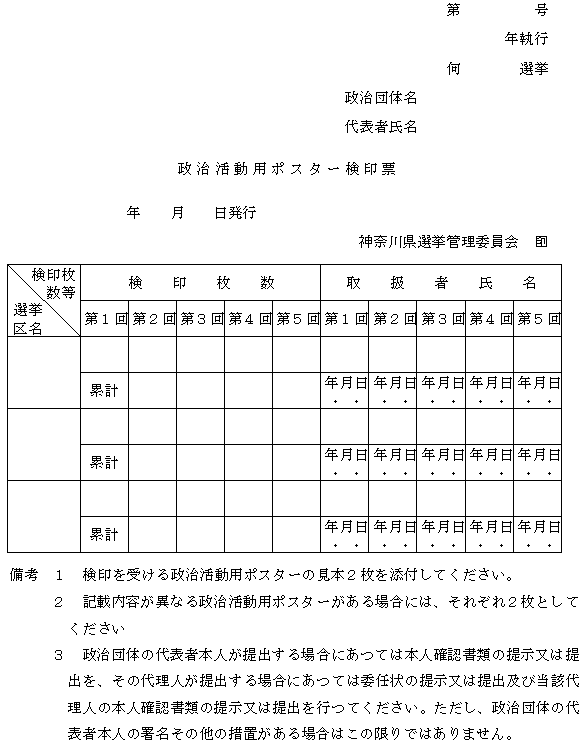 第　　　　　号
年執行
何　　　　選挙
政治団体名
代表者氏名
政治活動用ポスター検印票
年　　月　　日発行
神奈川県選挙管理委員会　印
検印枚数等
選挙区名
検　印　枚　数
取　扱　者　氏　名
第１回 第２回 第３回 第４回 第５回 第１回 第２回 第３回 第４回 第５回
累計 年月日 年月日 年月日 年月日 年月日
・　・ ・　・ ・　・ ・　・ ・　・
累計 年月日 年月日 年月日 年月日 年月日
・　・ ・　・ ・　・ ・　・ ・　・
累計 年月日 年月日 年月日 年月日 年月日
・　・ ・　・ ・　・ ・　・ ・　・
備考　１　検印を受ける政治活動用ポスターの見本２枚を添付してください。
２　記載内容が異なる政治活動用ポスターがある場合には、それぞれ２枚として
ください
３　政治団体の代表者本人が提出する場合にあつては本人確認書類の提示又は提
出を、その代理人が提出する場合にあつては委任状の提示又は提出及び当該代
理人の本人確認書類の提示又は提出を行つてください。ただし、政治団体の代
表者本人の署名その他の措置がある場合はこの限りではありません。